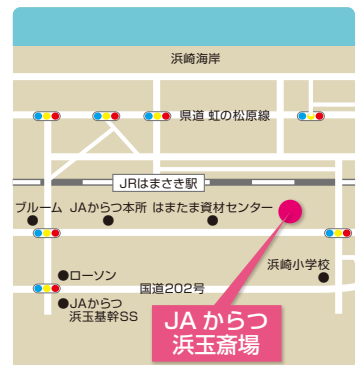 浜崎海岸
県道 虹の松原線
JRはまさき駅
ブルーム JAからつ本所 はまたま資材センター
浜崎小学校
ローソン
国道202号
JAからつ
浜玉基幹SS
JA からつ
浜玉斎場